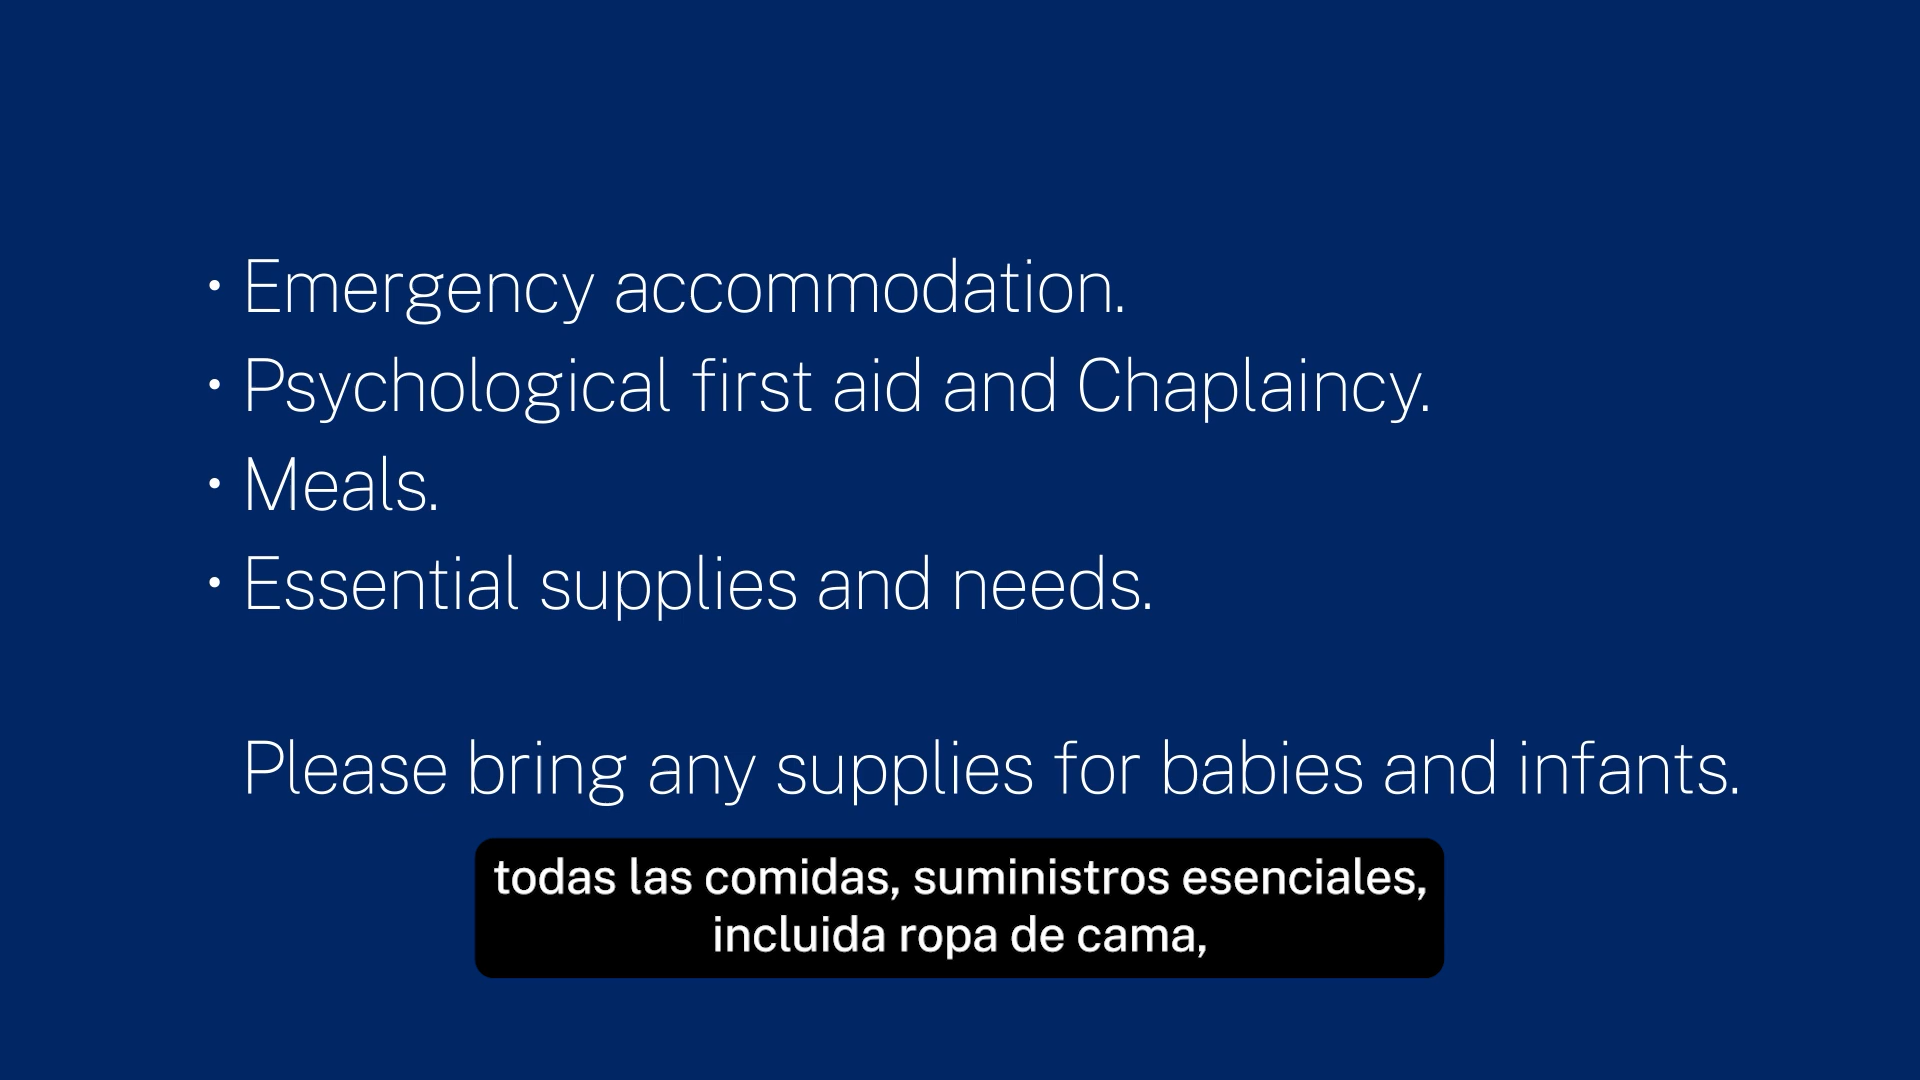 • Emergency accommodation.
• Psychological first aid and Chaplaincy.
• Meals.
• Essential supplies and needs.
Please bring any supplies for babies and infants.
todas las comidas, suministros esenciales,
incluida ropa de cama,